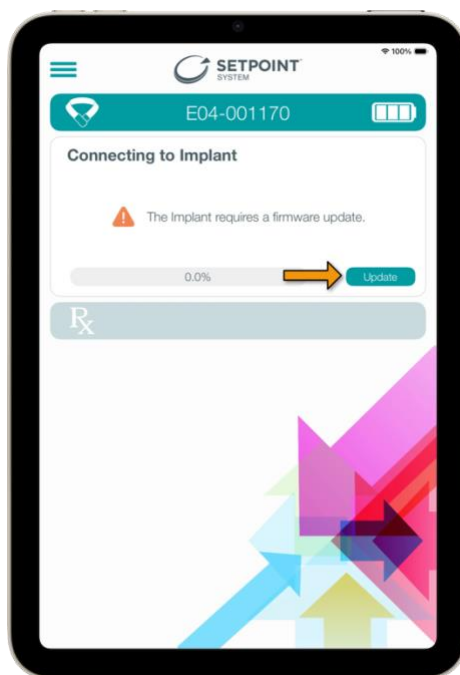 100%
SETPOINT
SYSTEM
E04-001170
Connecting to Implant
The Implant requires a firmware update.
0.0%
Update
Rx